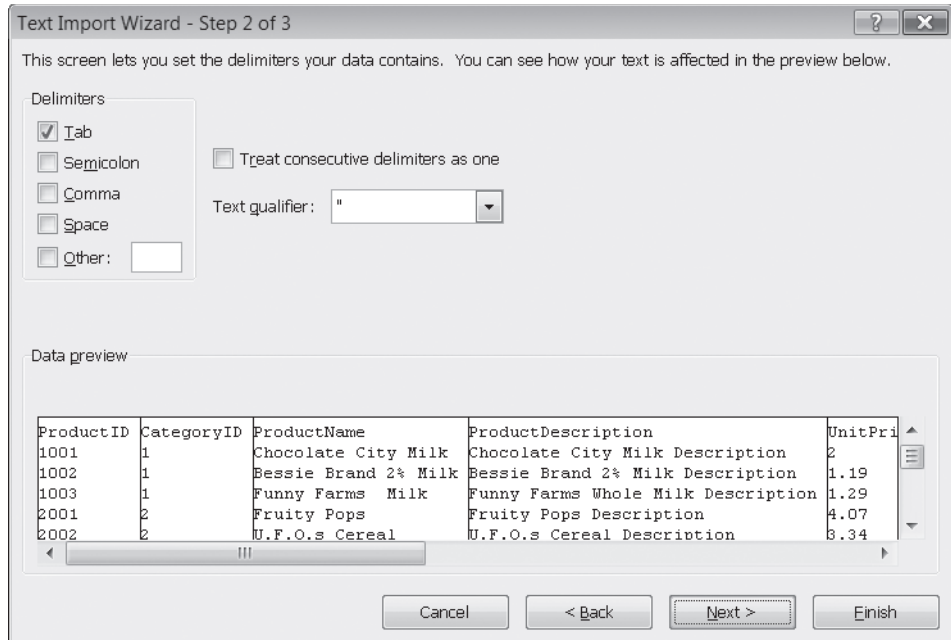 Text Import Wizard - Step 2 of 3
This screen lets you set the delimiters your data contains. You can see how your text is affected in the preview below.
Delimiters
Tab
Semicolon
Comma
Space
Other:
Treat consecutive delimiters as one
Text qualifier: "
Data preview
ProductID CategoryID ProductName ProductDescription UnitPri
1001 1 Chocolate City Milk Chocolate City Milk Description 2
1002 1 Bessie Brand 2% Milk Bessie Brand 2% Milk Description 1.19
1003 1 Funny Farms Milk Funny Farms Whole Milk Description 1.29
2001 2 Fruity Pops Fruity Pops Description 4.07
2002 2 U.F.O.s Cereal U.F.O.s Cereal Description 3.34
Cancel < Back Next > Finish